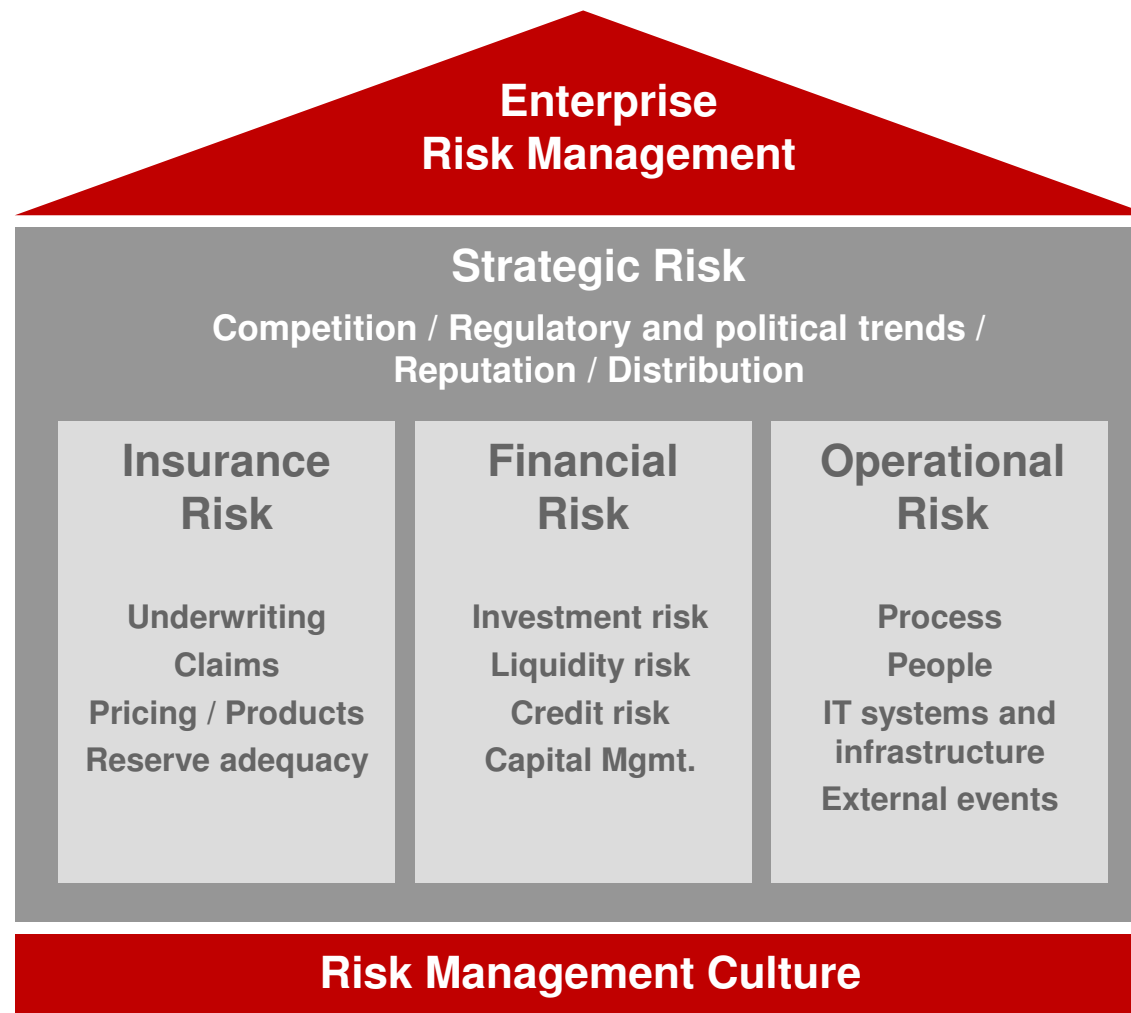 Enterprise
Risk Management
Strategic Risk
Competition / Regulatory and political trends /
Reputation / Distribution
Insurance
Risk
Underwriting
Claims
Pricing / Products
Reserve adequacy
Financial
Risk
Investment risk
Liquidity risk
Credit risk
Capital Mgmt.
Operational
Risk
Process
People
IT systems and
infrastructure
External events
Risk Management Culture